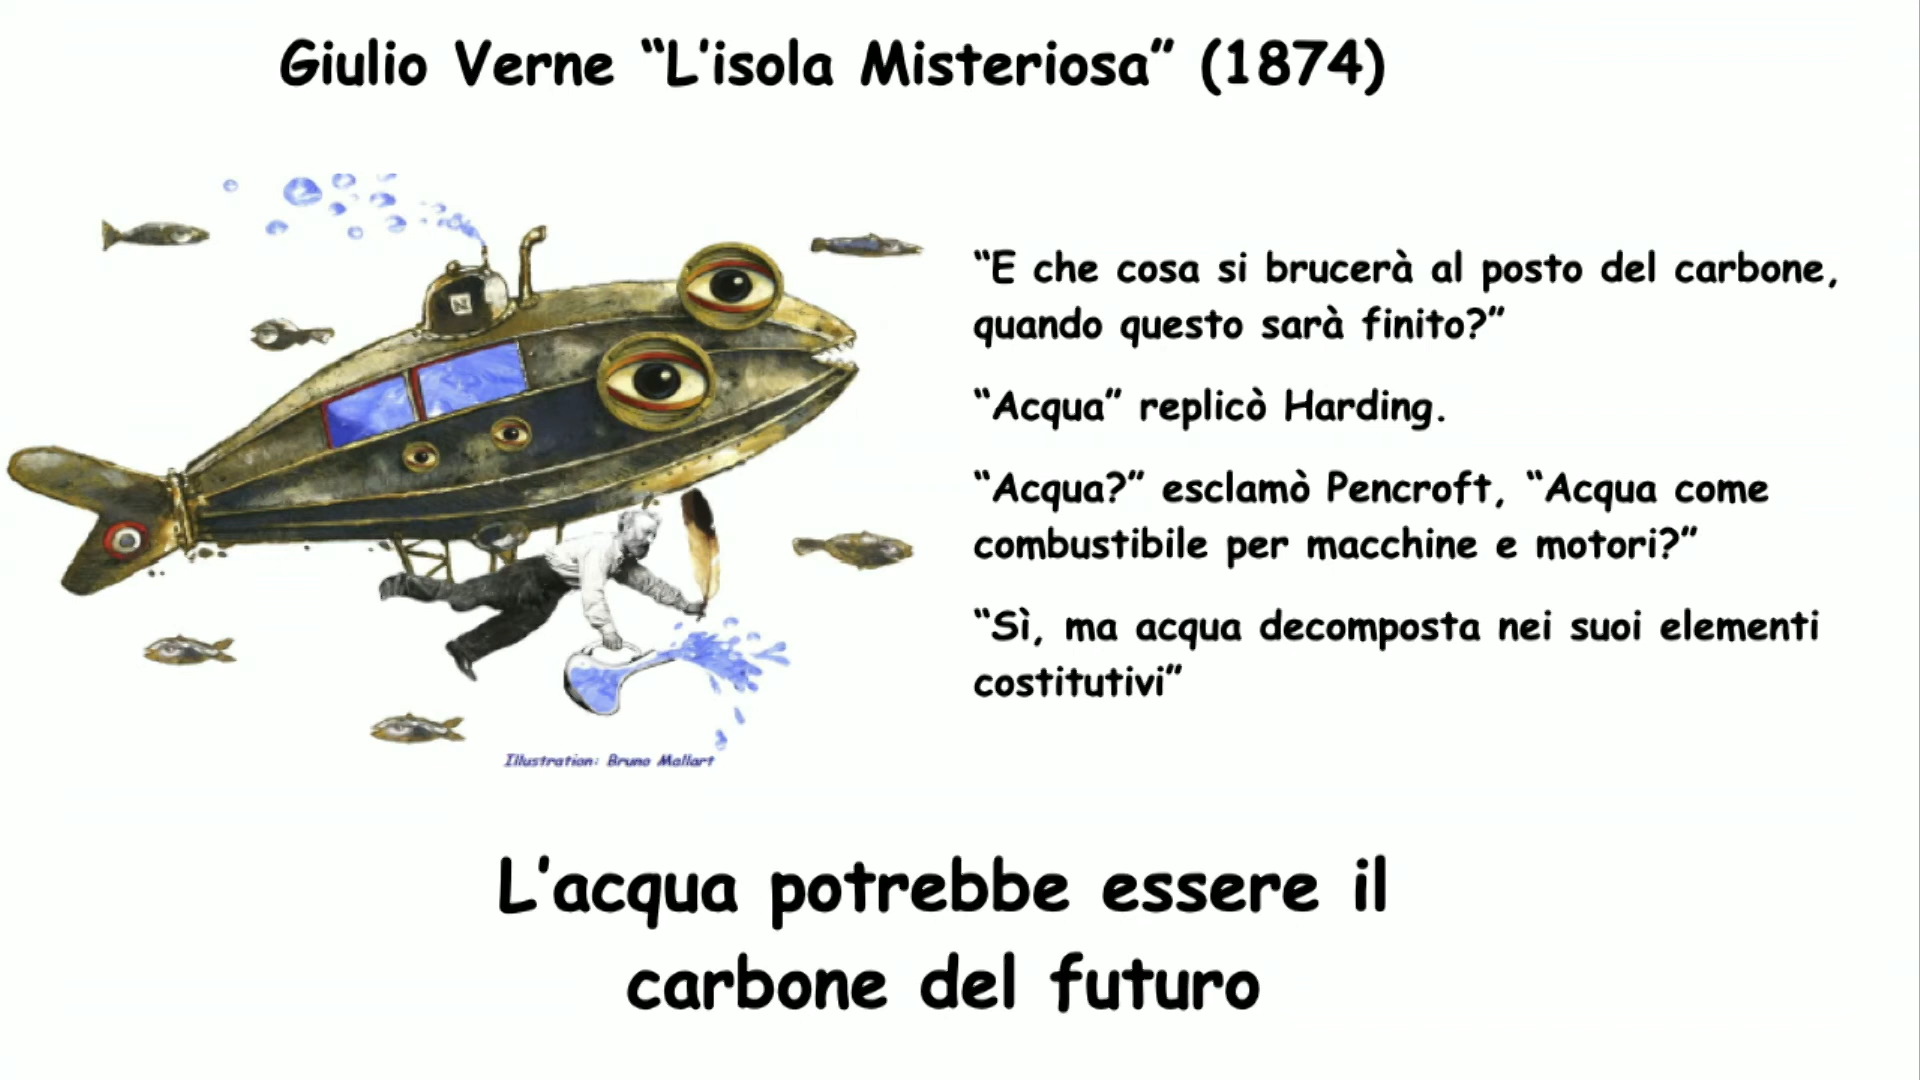 Giulio Verne “L’isola Misteriosa” (1874)
N
“E che cosa si brucerà al posto del carbone,
quando questo sarà finito?”
“Acqua” replicò Harding.
“Acqua?” esclamò Pencroft, “Acqua come
combustibile per macchine e motori?”
“Sì, ma acqua decomposta nei suoi elementi
costitutivi”
Illustration: Bruno Mallart
L’acqua potrebbe essere il
carbone del futuro